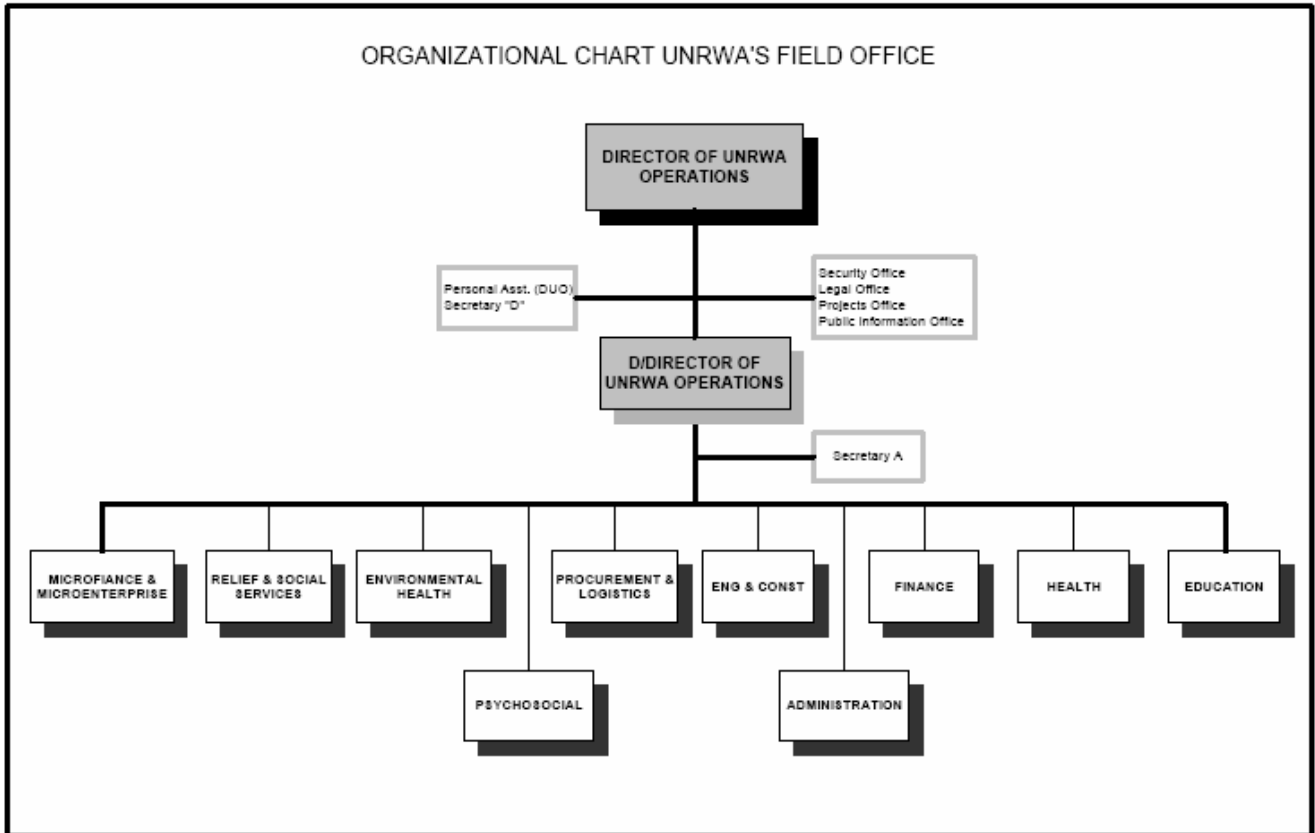 ORGANIZATIONAL CHART UNRWA'S FIELD OFFICE
DIRECTOR OF UNRWA
OPERATIONS
Personal Asst. (DUO)
Secretary "D"
Security Office
Legal Office
Projects Office
Public Information Office
D/DIRECTOR OF
UNRWA OPERATIONS
Secretary A
MICROFIANCE &
MICROENTERPRISE
RELIEF & SOCIAL
SERVICES
ENVIRONMENTAL
HEALTH
PROCUREMENT &
LOGISTICS
ENG & CONST
FINANCE
HEALTH
EDUCATION
PSYCHOSOCIAL
ADMINISTRATION